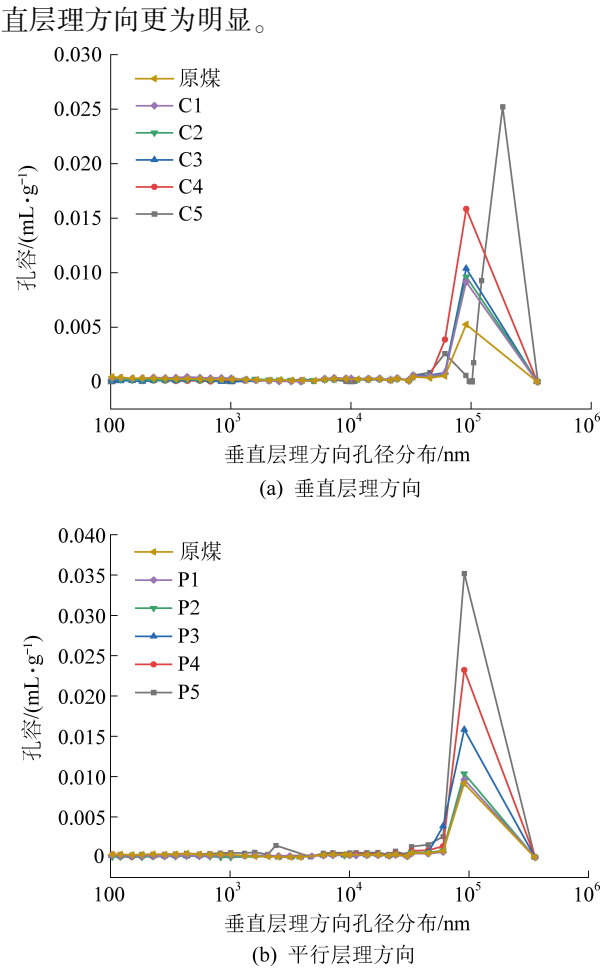 直层理方向更为明显。
0.030
0.025
0.020
0.015
0.010
0.005
0
孔容/(mL·g⁻¹)
原煤
C1
C2
C3
C4
C5
100 10³ 10⁴ 10⁵ 10⁶
垂直层理方向孔径分布/nm
(a) 垂直层理方向
0.040
0.035
0.030
0.025
0.020
0.015
0.010
0.005
0
孔容/(mL·g⁻¹)
原煤
P1
P2
P3
P4
P5
100 10³ 10⁴ 10⁵ 10⁶
垂直层理方向孔径分布/nm
(b) 平行层理方向